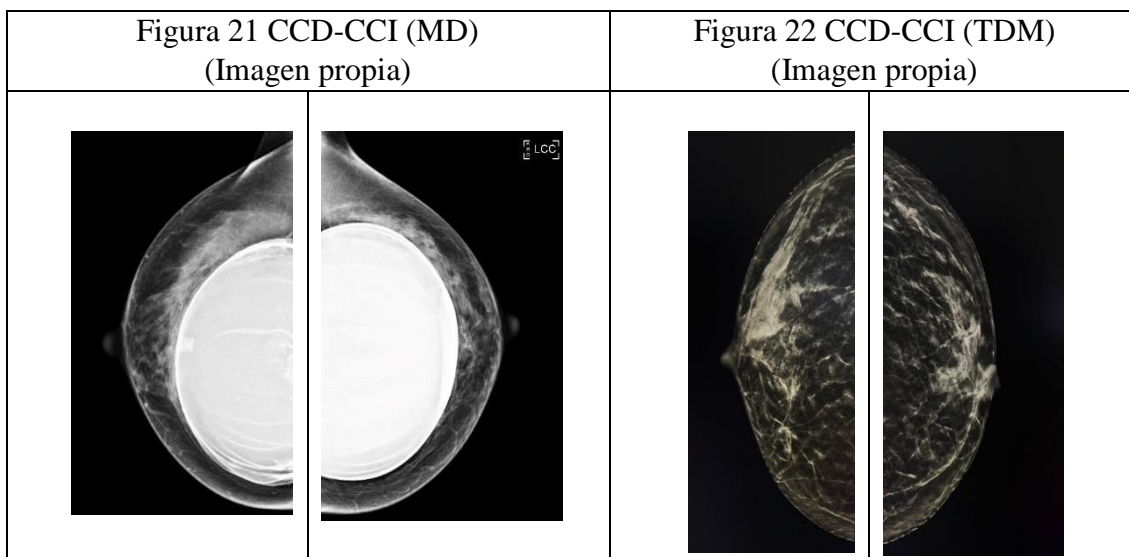 Figura 21 CCD-CCI (MD)
(Imagen propia)
Figura 22 CCD-CCI (TDM)
(Imagen propia)
LCC